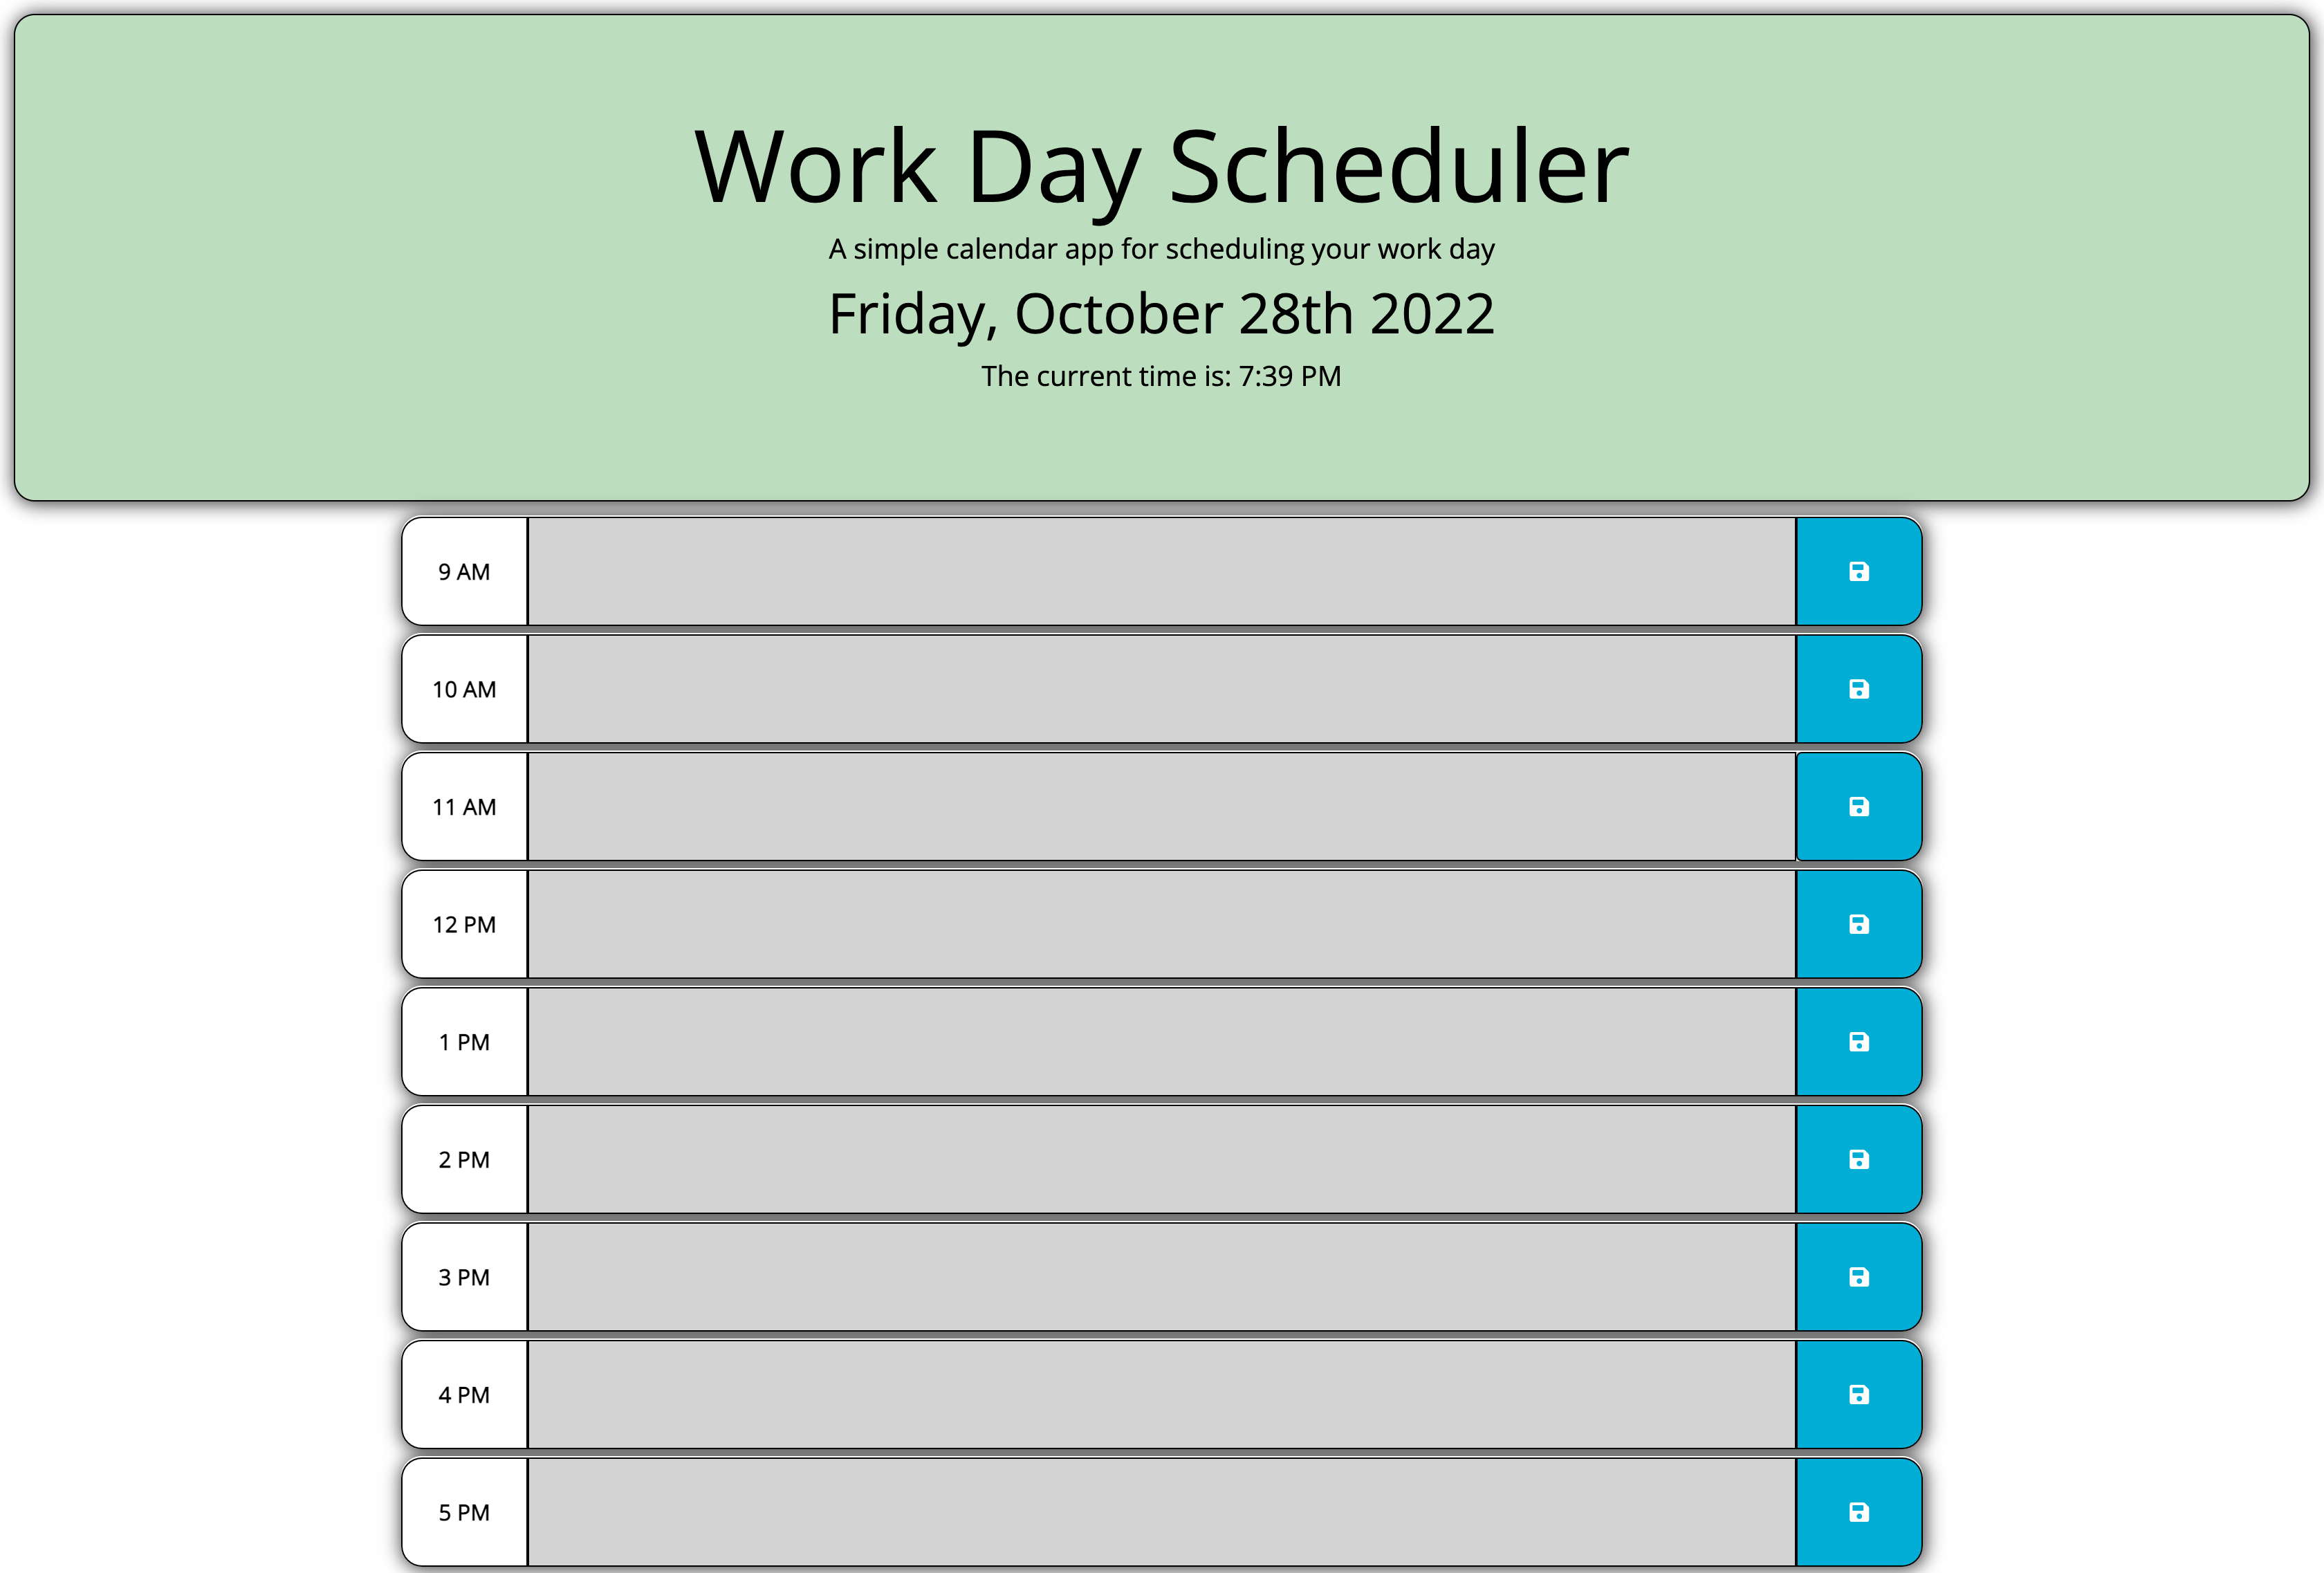 Work Day Scheduler
A simple calendar app for scheduling your work day
Friday, October 28th 2022
The current time is: 7:39 PM
9 AM
10 AM
11 AM
12 PM
1 PM
2 PM
3 PM
4 PM
5 PM